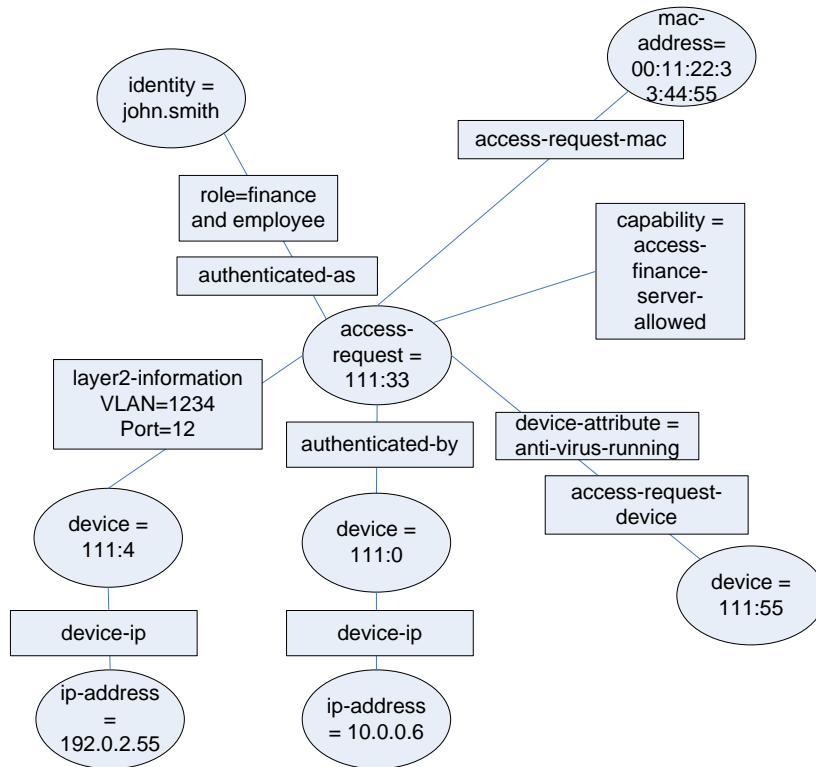 mac-
address=
00:11:22:3
3:44:55
identity =
john.smith
access-request-mac
role=finance
and employee
capability =
access-
finance-
server-
allowed
authenticated-as
access-
request =
111:33
layer2-information
VLAN=1234
Port=12
authenticated-by
device-attribute =
anti-virus-running
access-request-
device
device =
111:4
device =
111:0
device =
111:55
device-ip
device-ip
ip-address
=
192.0.2.55
ip-address
= 10.0.0.6